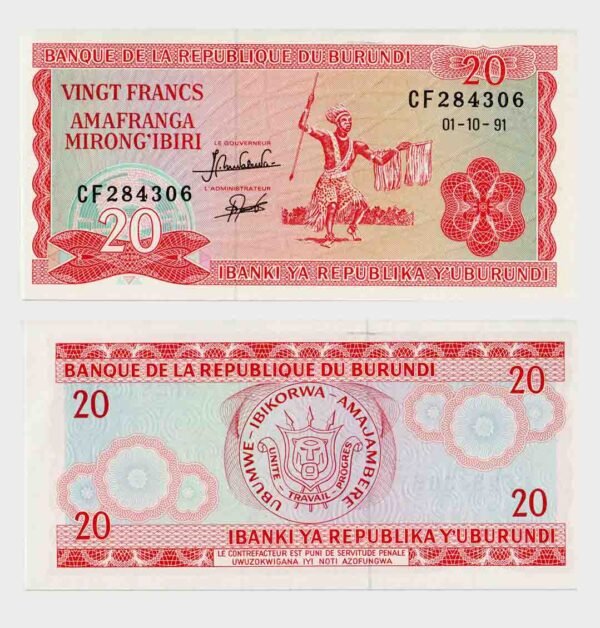 BANQUE DE LA REPUBLIQUE DU BURUNDI
20
VINGT FRANCS
AMAFRANGA
MIRONG'IBIRI
CF284306
01-10-91
LE GOUVERNEUR
L'ADMINISTRATEUR
CF284306
20
IBANKI YA REPUBLIKA Y'UBURUNDI
BANQUE DE LA REPUBLIQUE DU BURUNDI
20
20
UBUMWE - IBIKORWA - AMAJAMBERE
UNITE - TRAVAIL - PROGRES
20
20
IBANKI YA REPUBLIKA Y'UBURUNDI
LE CONTREFACTEUR EST PUNI DE SERVITUDE PENALE
UWUZOKWIGANA IYI NOTI AZOFUNGWA